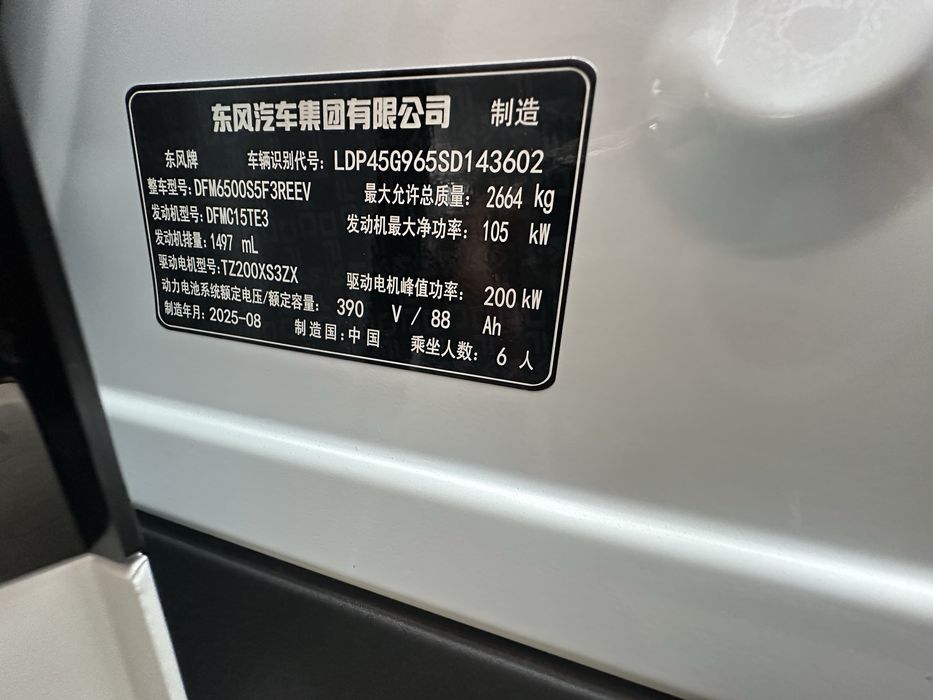 东风汽车集团有限公司 制造
东风牌 车辆识别代号: LDP45G965SD143602
整车型号: DFM6500S5F3REEV 最大允许总质量: 2664 kg
发动机型号: DFMC15TE3 发动机最大净功率: 105 kW
发动机排量: 1497 mL
驱动电机型号: TZ200XS3ZX 驱动电机峰值功率: 200 kW
动力电池系统额定电压/额定容量: 390 V / 88 Ah
制造年月: 2025-08 制造国: 中国 乘坐人数: 6 人